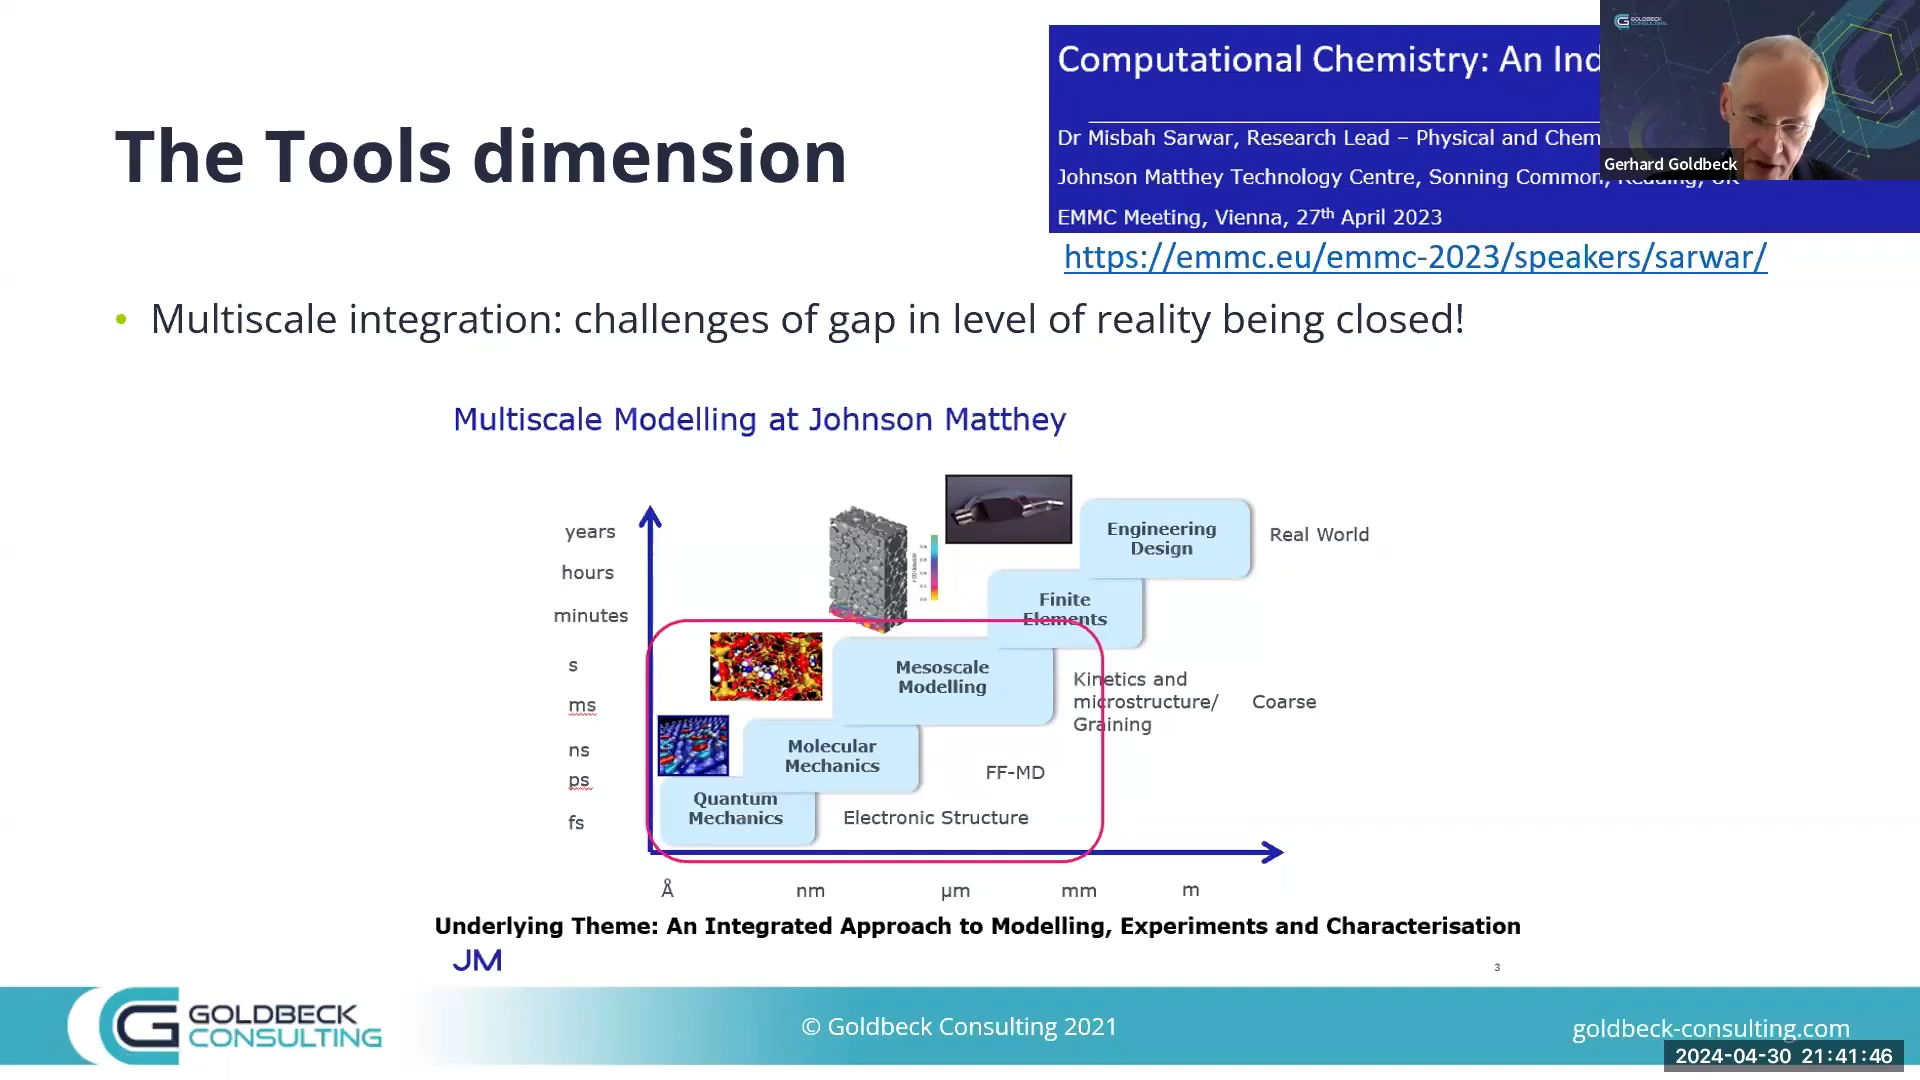 GOLDBECK
CONSULTING
Computational Chemistry: An Ind
Dr Misbah Sarwar, Research Lead – Physical and Chem
Gerhard Goldbeck
Johnson Matthey Technology Centre, Sonning Common, Reading, UK
EMMC Meeting, Vienna, 27th April 2023
https://emmc.eu/emmc-2023/speakers/sarwar/
The Tools dimension
• Multiscale integration: challenges of gap in level of reality being closed!
Multiscale Modelling at Johnson Matthey
years
hours
minutes
s
ms
ns
ps
fs
Engineering
Design
Real World
Finite
Elements
Mesoscale
Modelling
Kinetics and
microstructure/ Coarse
Graining
Molecular
Mechanics
FF-MD
Quantum
Mechanics
Electronic Structure
Å nm µm mm m
Underlying Theme: An Integrated Approach to Modelling, Experiments and Characterisation
JM
3
GOLDBECK
CONSULTING
© Goldbeck Consulting 2021
goldbeck-consulting.com
2024-04-30 21:41:46